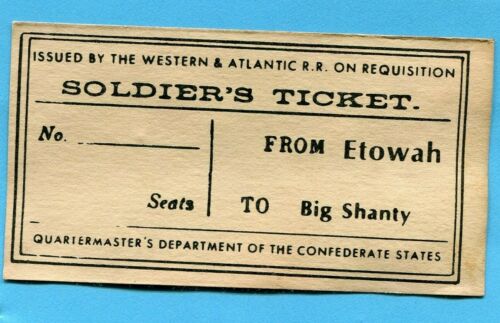 ISSUED BY THE WESTERN & ATLANTIC R.R. ON REQUISITION
SOLDIER'S TICKET.
No.
Seats
FROM Etowah
TO Big Shanty
QUARTERMASTER'S DEPARTMENT OF THE CONFEDERATE STATES